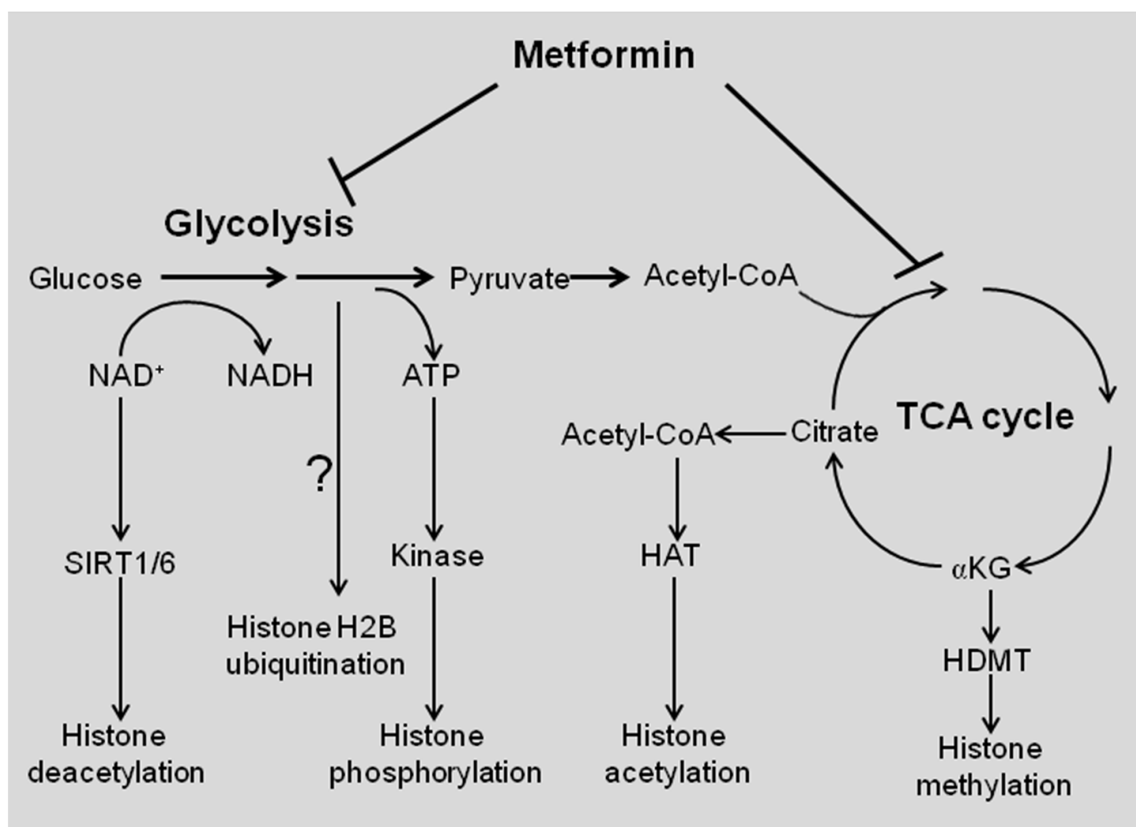 Metformin
Glycolysis
Glucose
Pyruvate
Acetyl-CoA
NAD⁺
NADH
ATP
Acetyl-CoA
Citrate
TCA cycle
?
SIRT1/6
Kinase
HAT
αKG
Histone H2B
ubiquitination
HDMT
Histone
deacetylation
Histone
phosphorylation
Histone
acetylation
Histone
methylation